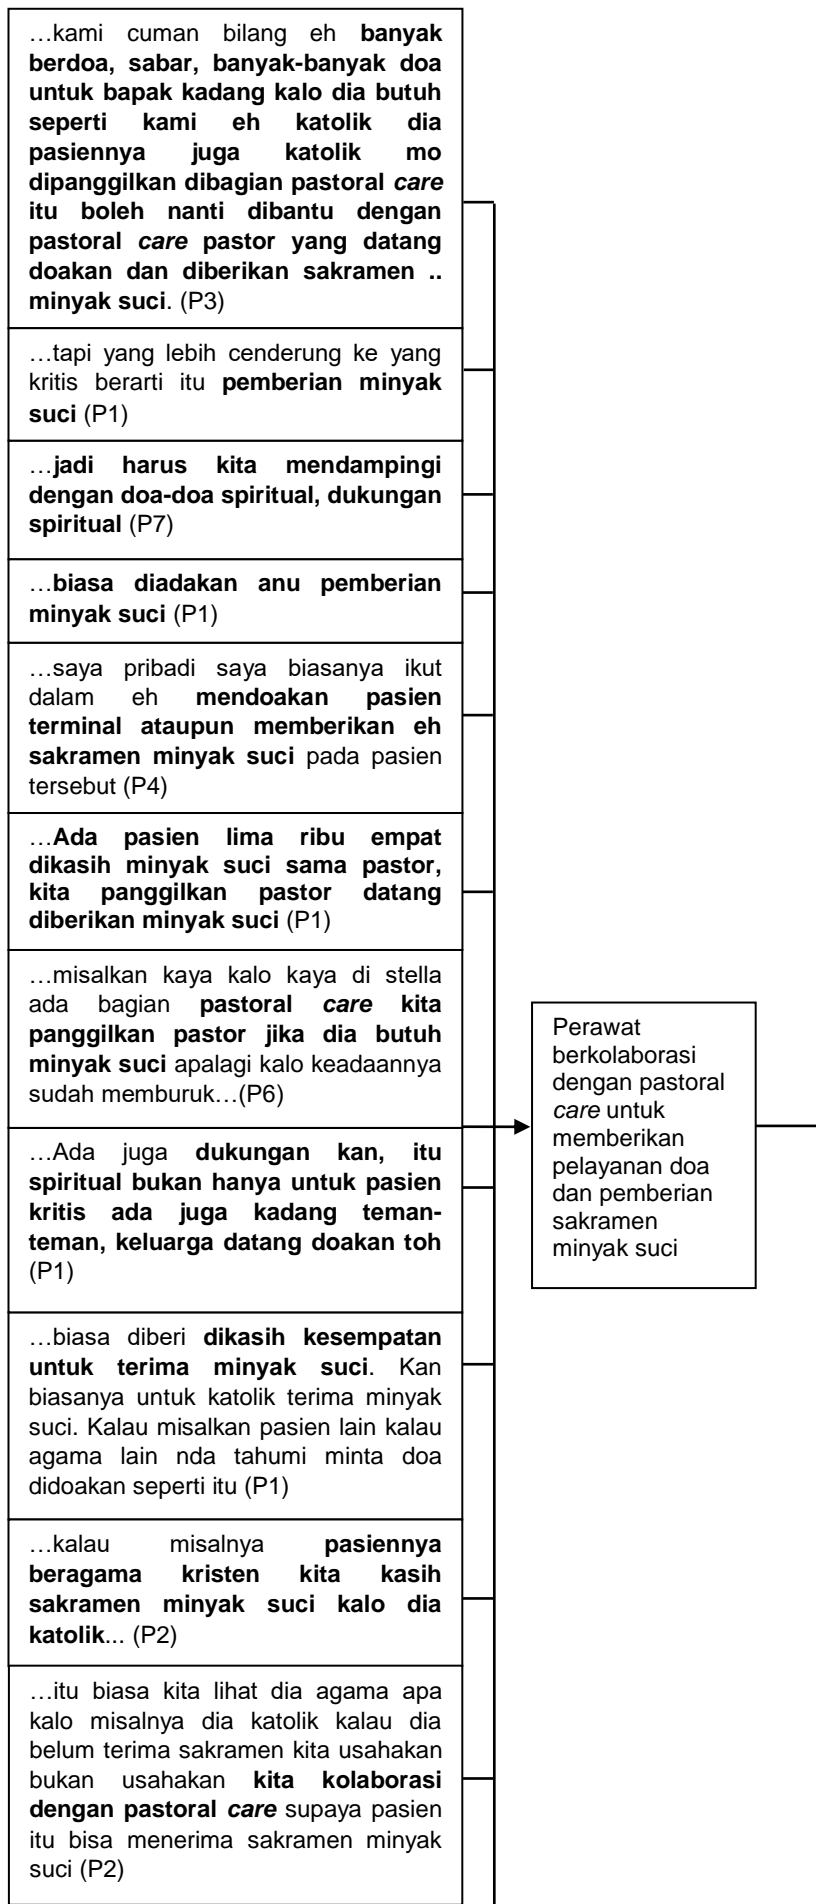 …kami cuman bilang eh banyak
berdoa, sabar, banyak-banyak doa
untuk bapak kadang kalo dia butuh
seperti kami eh katolik dia
pasiennya juga katolik mo
dipanggilkan dibagian pastoral care
itu boleh nanti dibantu dengan
pastoral care pastor yang datang
doakan dan diberikan sakramen ..
minyak suci. (P3)
…tapi yang lebih cenderung ke yang
kritis berarti itu pemberian minyak
suci (P1)
…jadi harus kita mendampingi
dengan doa-doa spiritual, dukungan
spiritual (P7)
…biasa diadakan anu pemberian
minyak suci (P1)
…saya pribadi saya biasanya ikut
dalam eh mendoakan pasien
terminal ataupun memberikan eh
sakramen minyak suci pada pasien
tersebut (P4)
…Ada pasien lima ribu empat
dikasih minyak suci sama pastor,
kita panggilkan pastor datang
diberikan minyak suci (P1)
…misalkan kaya kalo kaya di stella
ada bagian pastoral care kita
panggilkan pastor jika dia butuh
minyak suci apalagi kalo keadaannya
sudah memburuk…(P6)
…Ada juga dukungan kan, itu
spiritual bukan hanya untuk pasien
kritis ada juga kadang teman-
teman, keluarga datang doakan toh
(P1)
…biasa diberi dikasih kesempatan
untuk terima minyak suci. Kan
biasanya untuk katolik terima minyak
suci. Kalau misalkan pasien lain kalau
agama lain nda tahumi minta doa
didoakan seperti itu (P1)
…kalau misalnya pasiennya
beragama kristen kita kasih
sakramen minyak suci kalo dia
katolik... (P2)
…itu biasa kita lihat dia agama apa
kalo misalnya dia katolik kalau dia
belum terima sakramen kita usahakan
bukan usahakan kita kolaborasi
dengan pastoral care supaya pasien
itu bisa menerima sakramen minyak
suci (P2)
Perawat
berkolaborasi
dengan pastoral
care untuk
memberikan
pelayanan doa
dan pemberian
sakramen
minyak suci